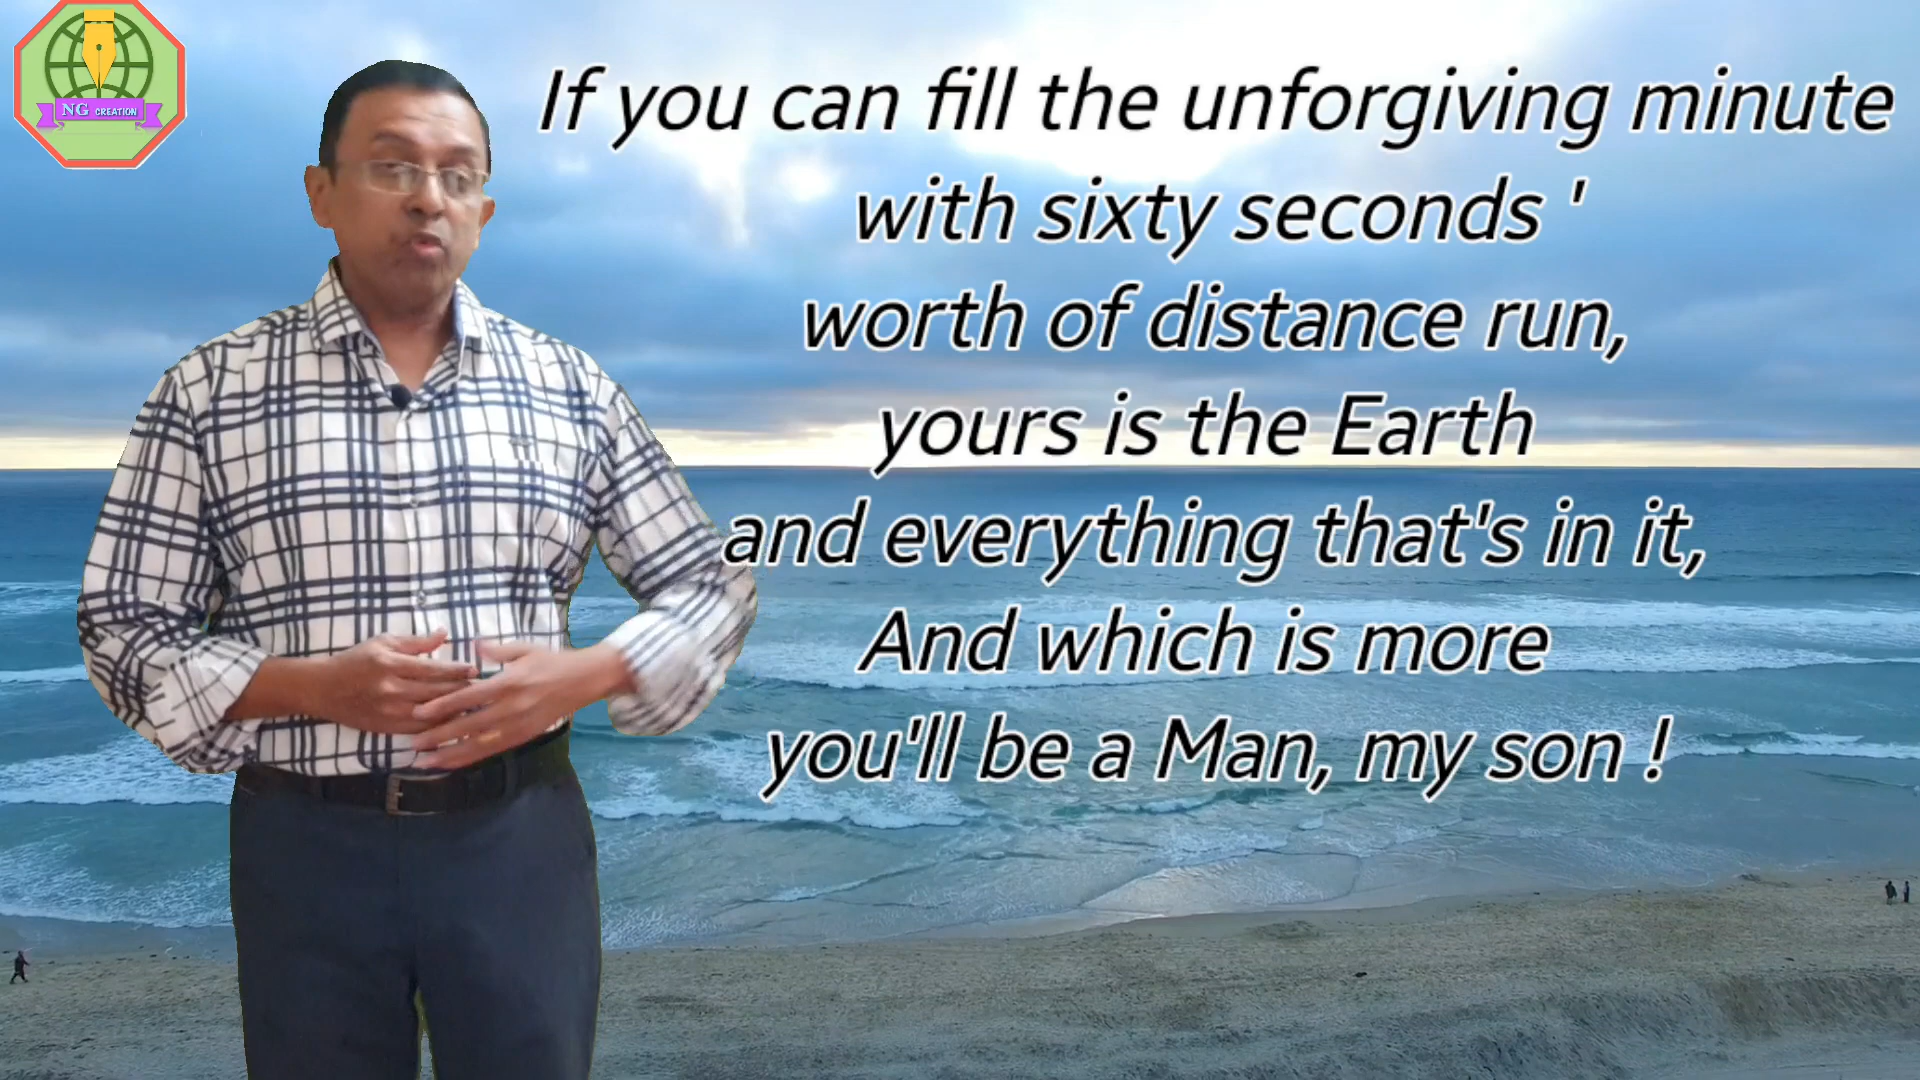 NG CREATION
If you can fill the unforgiving minute
with sixty seconds '
worth of distance run,
yours is the Earth
and everything that's in it,
And which is more
you'll be a Man, my son !